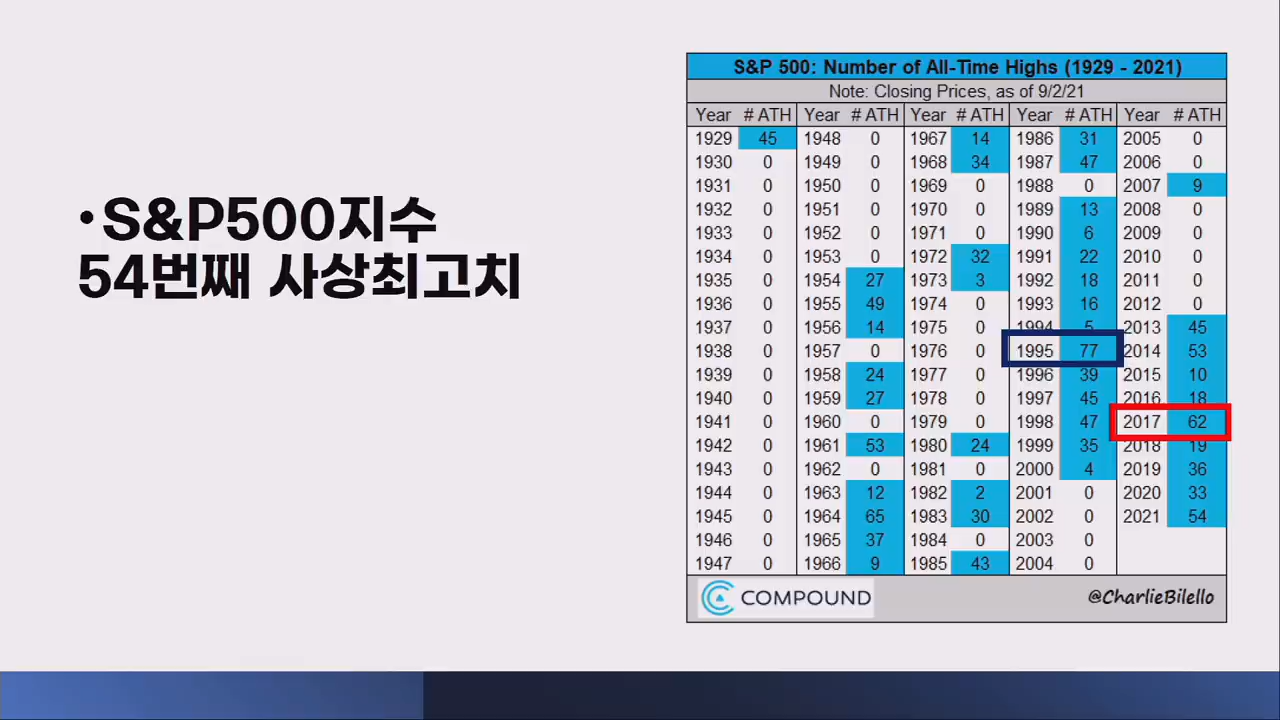 •S&P500지수
54번째 사상최고치
S&P 500: Number of All-Time Highs (1929 - 2021)
Note: Closing Prices, as of 9/2/21
Year # ATH Year # ATH Year # ATH Year # ATH Year # ATH
1929 45 1948 0 1967 14 1986 31 2005 0
1930 0 1949 0 1968 34 1987 47 2006 0
1931 0 1950 0 1969 0 1988 0 2007 9
1932 0 1951 0 1970 0 1989 13 2008 0
1933 0 1952 0 1971 0 1990 6 2009 0
1934 0 1953 0 1972 32 1991 22 2010 0
1935 0 1954 27 1973 3 1992 18 2011 0
1936 0 1955 49 1974 0 1993 16 2012 0
1937 0 1956 14 1975 0 1994 5 2013 45
1938 0 1957 0 1976 0 1995 77 2014 53
1939 0 1958 24 1977 0 1996 39 2015 10
1940 0 1959 27 1978 0 1997 45 2016 18
1941 0 1960 0 1979 0 1998 47 2017 62
1942 0 1961 53 1980 24 1999 35 2018 19
1943 0 1962 0 1981 0 2000 4 2019 36
1944 0 1963 12 1982 2 2001 0 2020 33
1945 0 1964 65 1983 30 2002 0 2021 54
1946 0 1965 37 1984 0 2003 0
1947 0 1966 9 1985 43 2004 0
COMPOUND @CharlieBilello